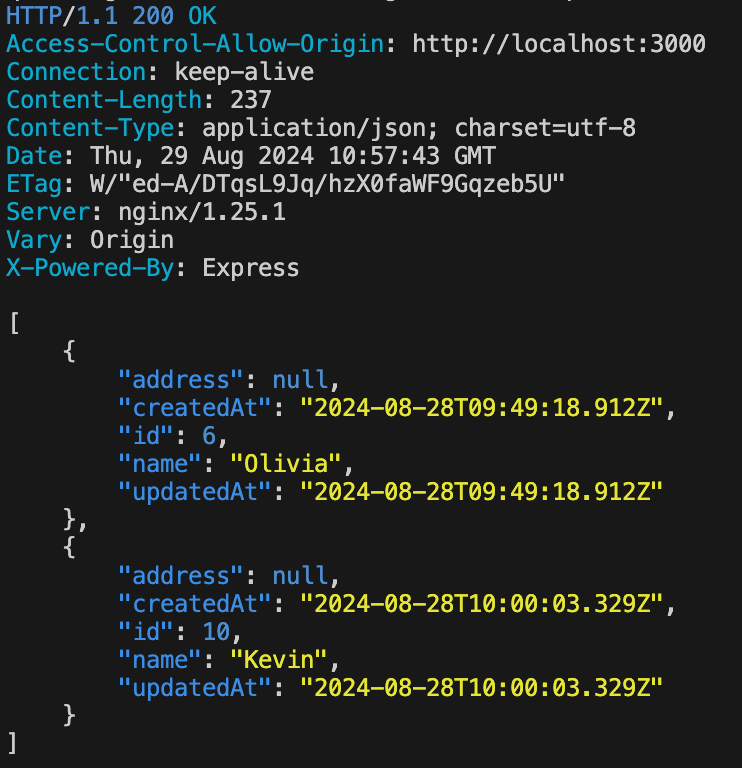 HTTP/1.1 200 OK
Access-Control-Allow-Origin: http://localhost:3000
Connection: keep-alive
Content-Length: 237
Content-Type: application/json; charset=utf-8
Date: Thu, 29 Aug 2024 10:57:43 GMT
ETag: W/"ed-A/DTqsL9Jq/hzX0faWF9Gqzeb5U"
Server: nginx/1.25.1
Vary: Origin
X-Powered-By: Express

[
    {
        "address": null,
        "createdAt": "2024-08-28T09:49:18.912Z",
        "id": 6,
        "name": "Olivia",
        "updatedAt": "2024-08-28T09:49:18.912Z"
    },
    {
        "address": null,
        "createdAt": "2024-08-28T10:00:03.329Z",
        "id": 10,
        "name": "Kevin",
        "updatedAt": "2024-08-28T10:00:03.329Z"
    }
]